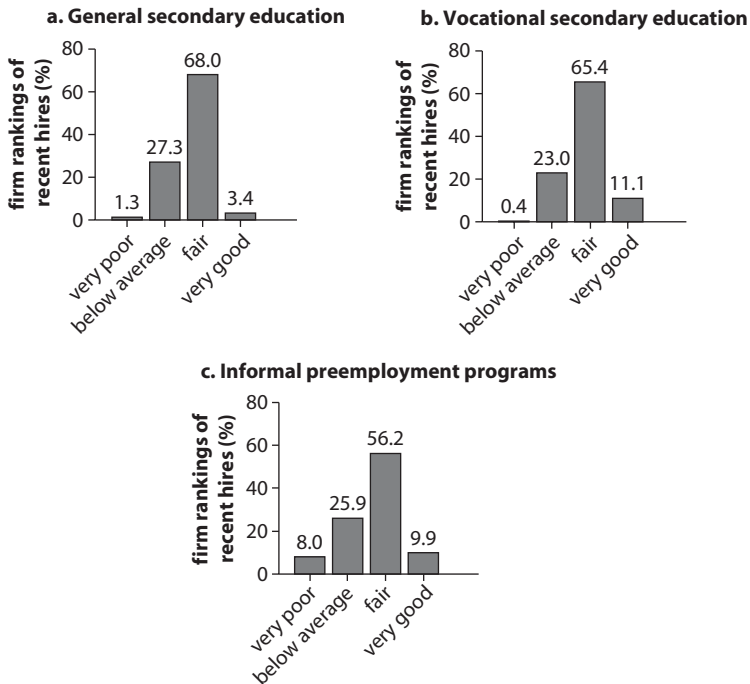 a. General secondary education
firm rankings of
recent hires (%)
80
60
40
20
0
1.3
27.3
68.0
3.4
very poor
below average
fair
very good
b. Vocational secondary education
firm rankings of
recent hires (%)
80
60
40
20
0
0.4
23.0
65.4
11.1
very poor
below average
fair
very good
c. Informal preemployment programs
firm rankings of
recent hires (%)
80
60
40
20
0
8.0
25.9
56.2
9.9
very poor
below average
fair
very good